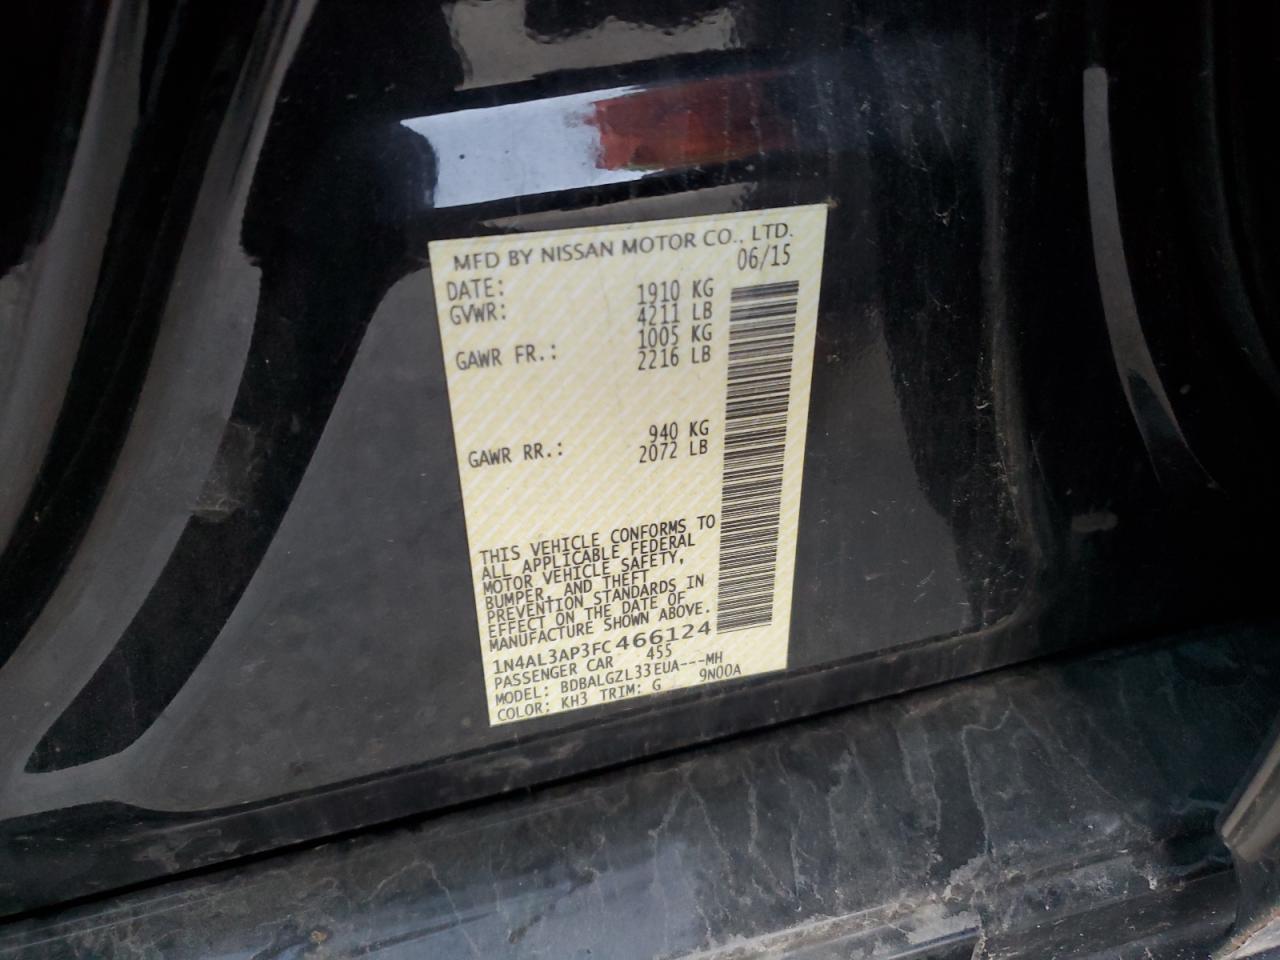 MFD BY NISSAN MOTOR CO., LTD.
DATE: 06/15
GVWR: 1910 KG
4211 LB
GAWR FR.: 1005 KG
2216 LB
GAWR RR.: 940 KG
2072 LB
THIS VEHICLE CONFORMS TO
ALL APPLICABLE FEDERAL
MOTOR VEHICLE SAFETY,
BUMPER, AND THEFT
PREVENTION STANDARDS IN
EFFECT ON THE DATE OF
MANUFACTURE SHOWN ABOVE.
1N4AL3AP3FC466124
PASSENGER CAR 455
MODEL: BDBALGZL33EUA---MH
COLOR: KH3 TRIM: G 9N00A